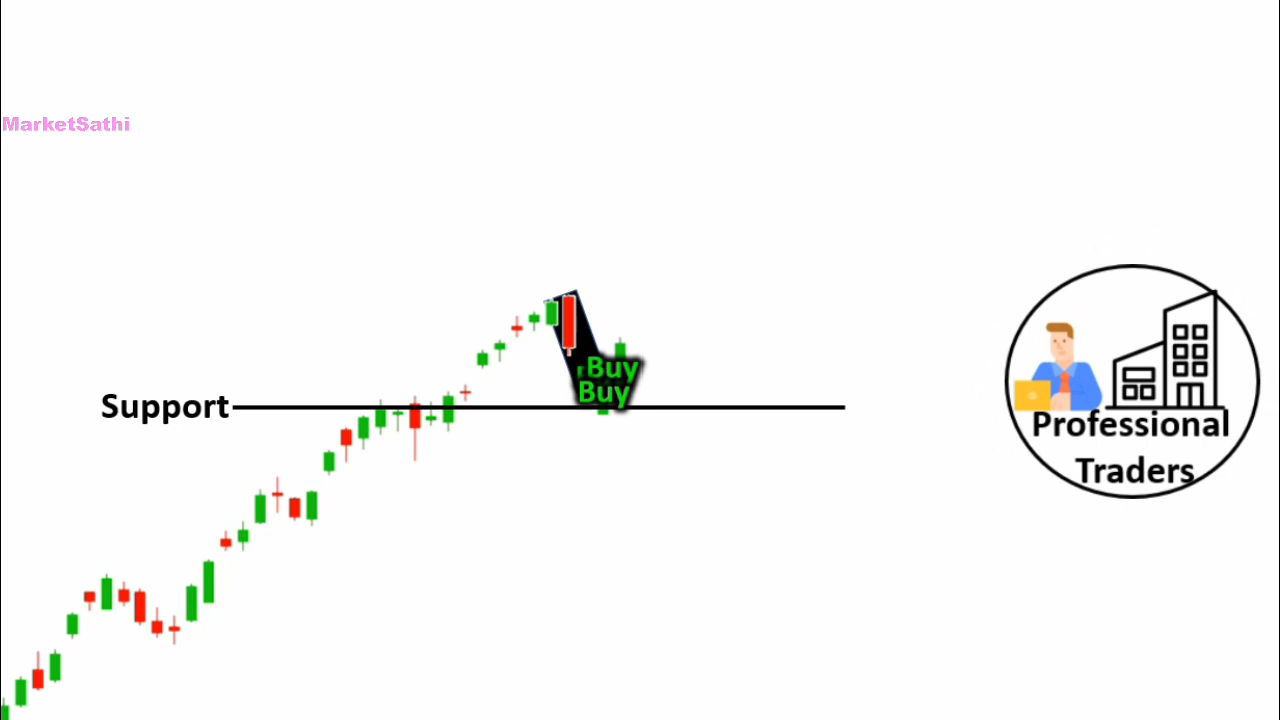 MarketSathi
Buy
Buy
Support
Professional
Traders